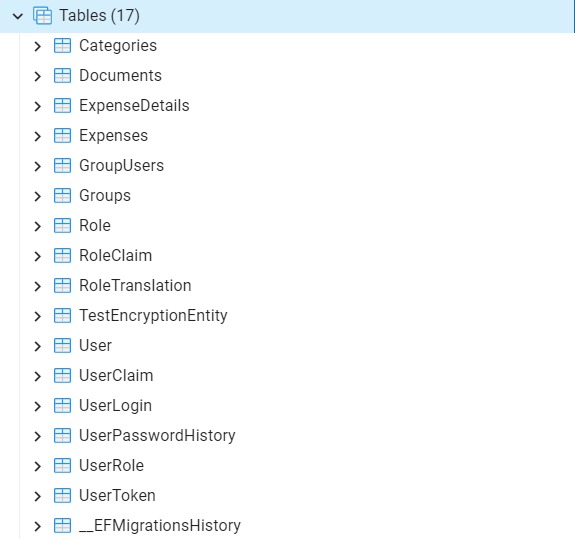 Tables (17)
Categories
Documents
ExpenseDetails
Expenses
GroupUsers
Groups
Role
RoleClaim
RoleTranslation
TestEncryptionEntity
User
UserClaim
UserLogin
UserPasswordHistory
UserRole
UserToken
__EFMigrationsHistory